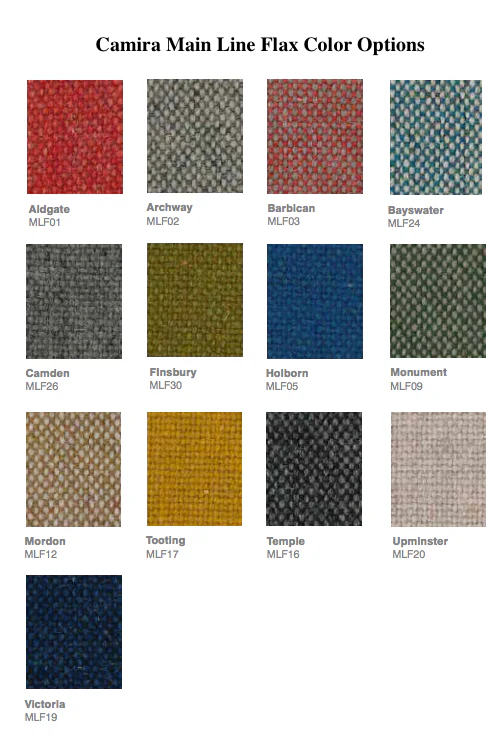 Camira Main Line Flax Color Options
Aldgate
MLF01
Archway
MLF02
Barbican
MLF03
Bayswater
MLF24
Camden
MLF26
Finsbury
MLF30
Holborn
MLF05
Monument
MLF09
Mordon
MLF12
Tooting
MLF17
Temple
MLF16
Upminster
MLF20
Victoria
MLF19